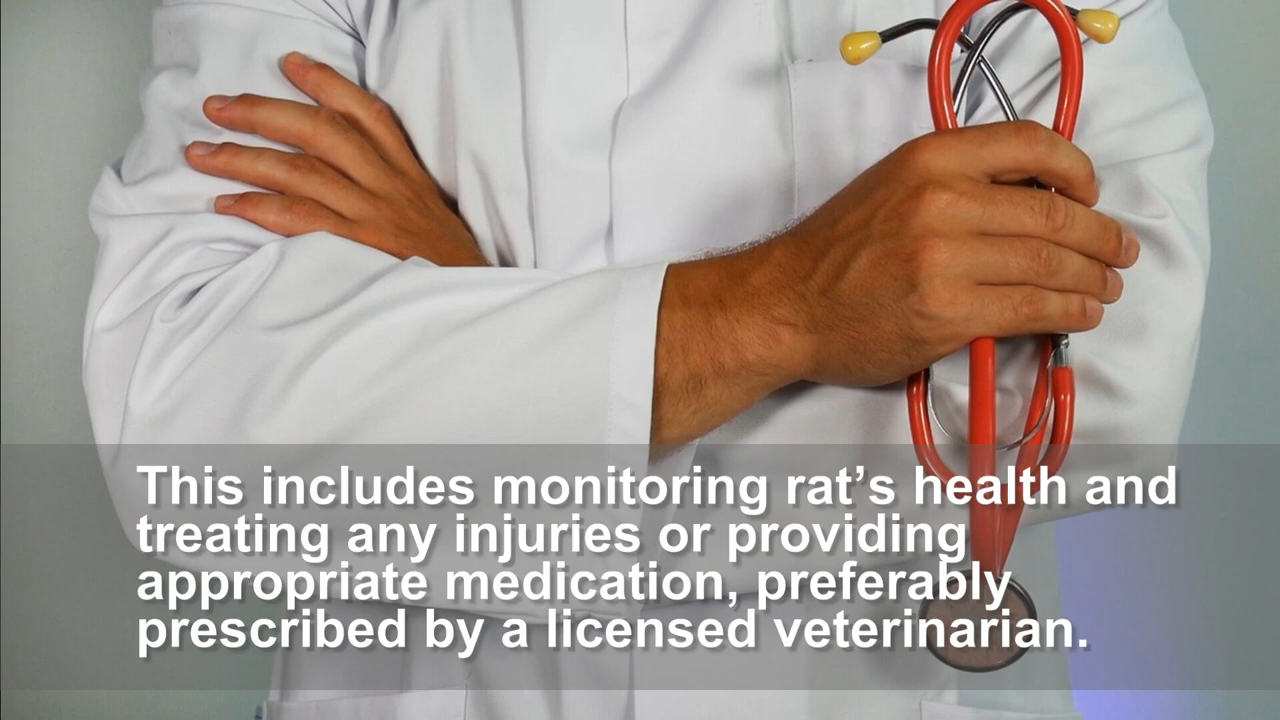 This includes monitoring rat’s health and
treating any injuries or providing
appropriate medication, preferably
prescribed by a licensed veterinarian.